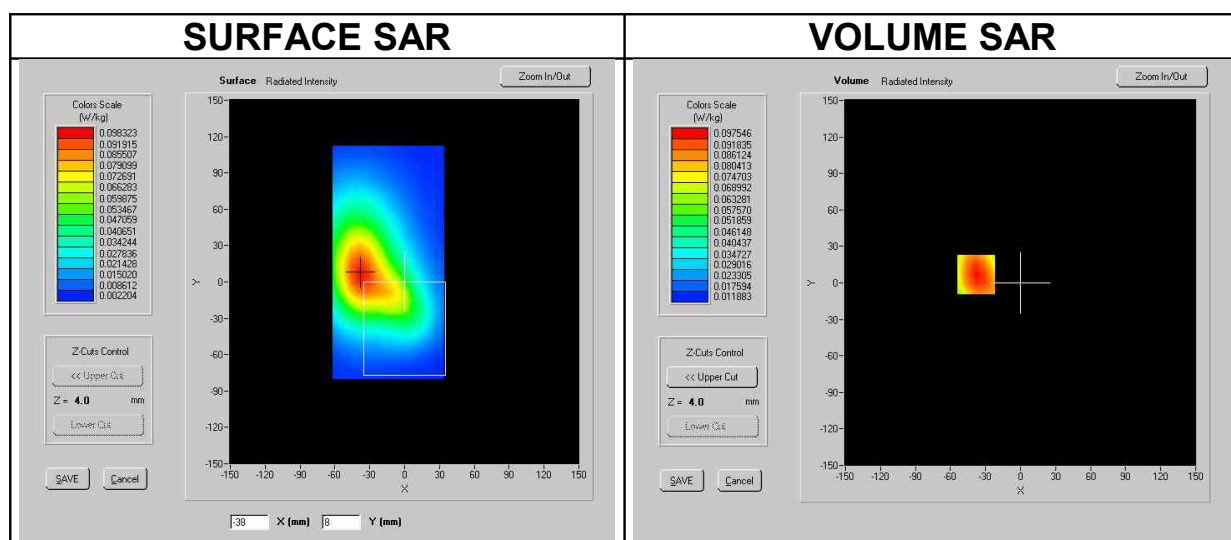 SURFACE SAR
VOLUME SAR
Surface Radiated Intensity
Zoom In/Out
Colors Scale
(W/kg)
0.098323
0.091915
0.085507
0.079099
0.072691
0.066283
0.059875
0.053467
0.047059
0.040651
0.034244
0.027836
0.021428
0.015020
0.008612
0.002204
Z-Cuts Control
<< Upper Cut
Z = 4.0 mm
Lower Cut
SAVE
Cancel
150-
120-
90-
60-
30-
0-
-30-
-60-
-90-
-120-
-150-
Y
-150 -120 -90 -60 -30 0 30 60 90 120 150
X
-38 X (mm) 8 Y (mm)
Volume Radiated Intensity
Zoom In/Out
Colors Scale
(W/kg)
0.097546
0.091835
0.086124
0.080413
0.074703
0.068992
0.063281
0.057570
0.051859
0.046148
0.040437
0.034727
0.029016
0.023305
0.017594
0.011883
Z-Cuts Control
<< Upper Cut
Z = 4.0 mm
Lower Cut
SAVE
Cancel
150-
120-
90-
60-
30-
0-
-30-
-60-
-90-
-120-
-150-
Y
-150 -120 -90 -60 -30 0 30 60 90 120 150
X